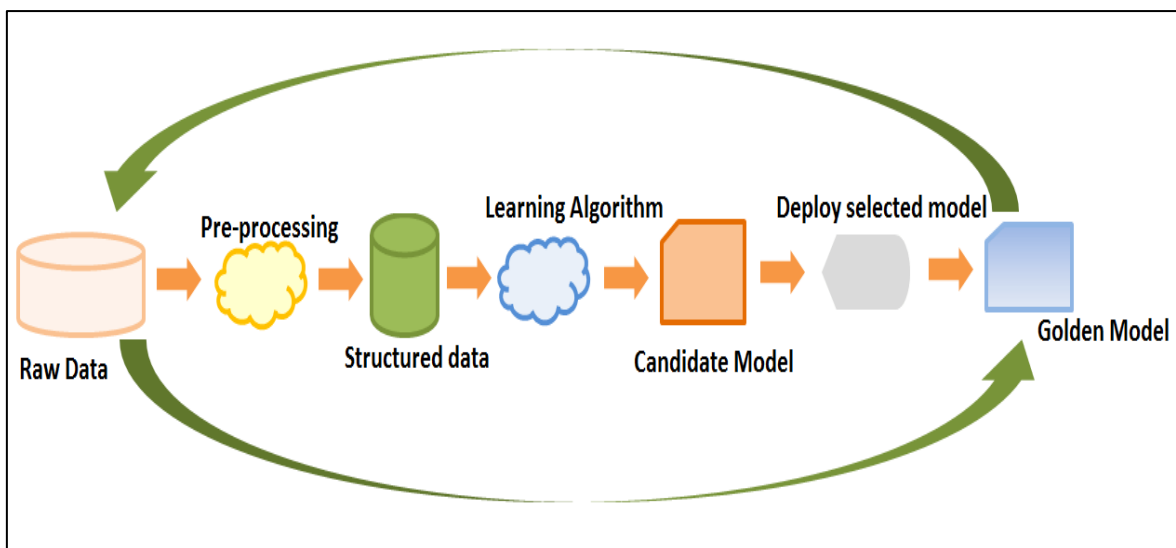 Raw Data
Pre-processing
Structured data
Learning Algorithm
Candidate Model
Deploy selected model
Golden Model